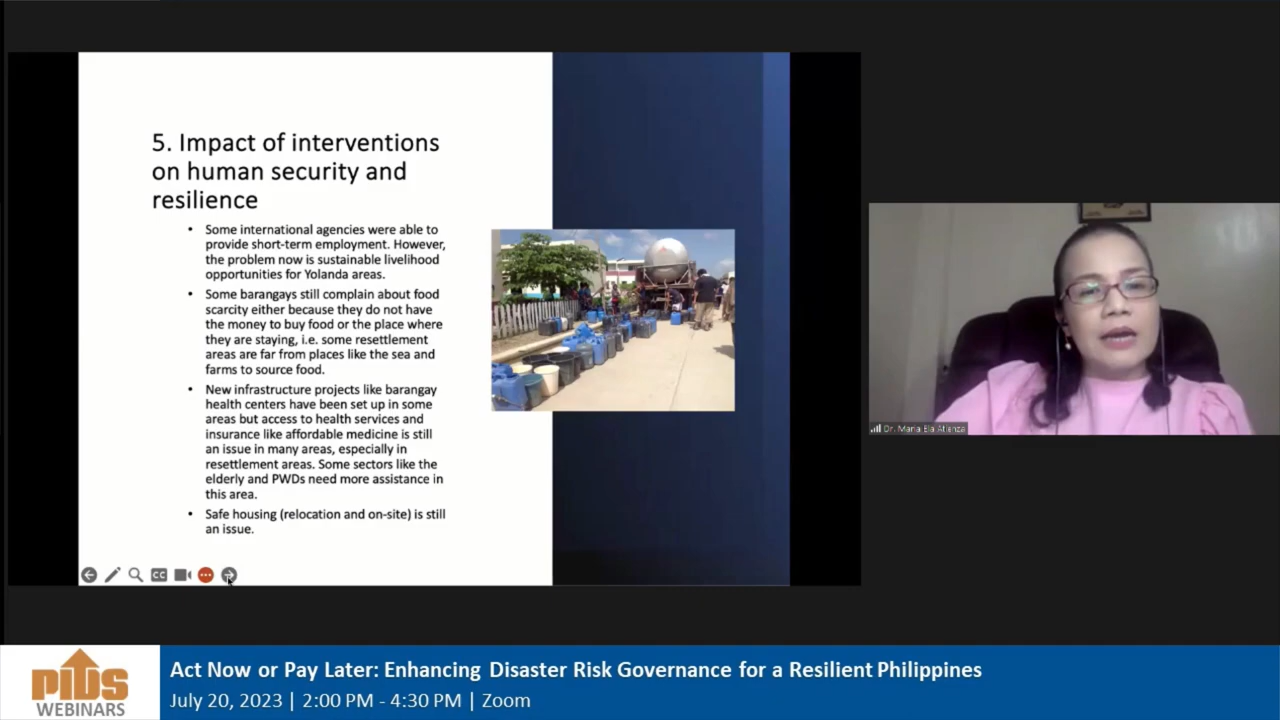 5. Impact of interventions
on human security and
resilience
• Some international agencies were able to
provide short-term employment. However,
the problem now is sustainable livelihood
opportunities for Yolanda areas.
• Some barangays still complain about food
scarcity either because they do not have
the money to buy food or the place where
they are staying, i.e. some resettlement
areas are far from places like the sea and
farms to source food.
• New infrastructure projects like barangay
health centers have been set up in some
areas but access to health services and
insurance like affordable medicine is still
an issue in many areas, especially in
resettlement areas. Some sectors like the
elderly and PWDs need more assistance in
this area.
• Safe housing (relocation and on-site) is still
an issue.
CC
Dr. Maria Ela Atienza
pids
WEBINARS
Act Now or Pay Later: Enhancing Disaster Risk Governance for a Resilient Philippines
July 20, 2023 | 2:00 PM - 4:30 PM | Zoom